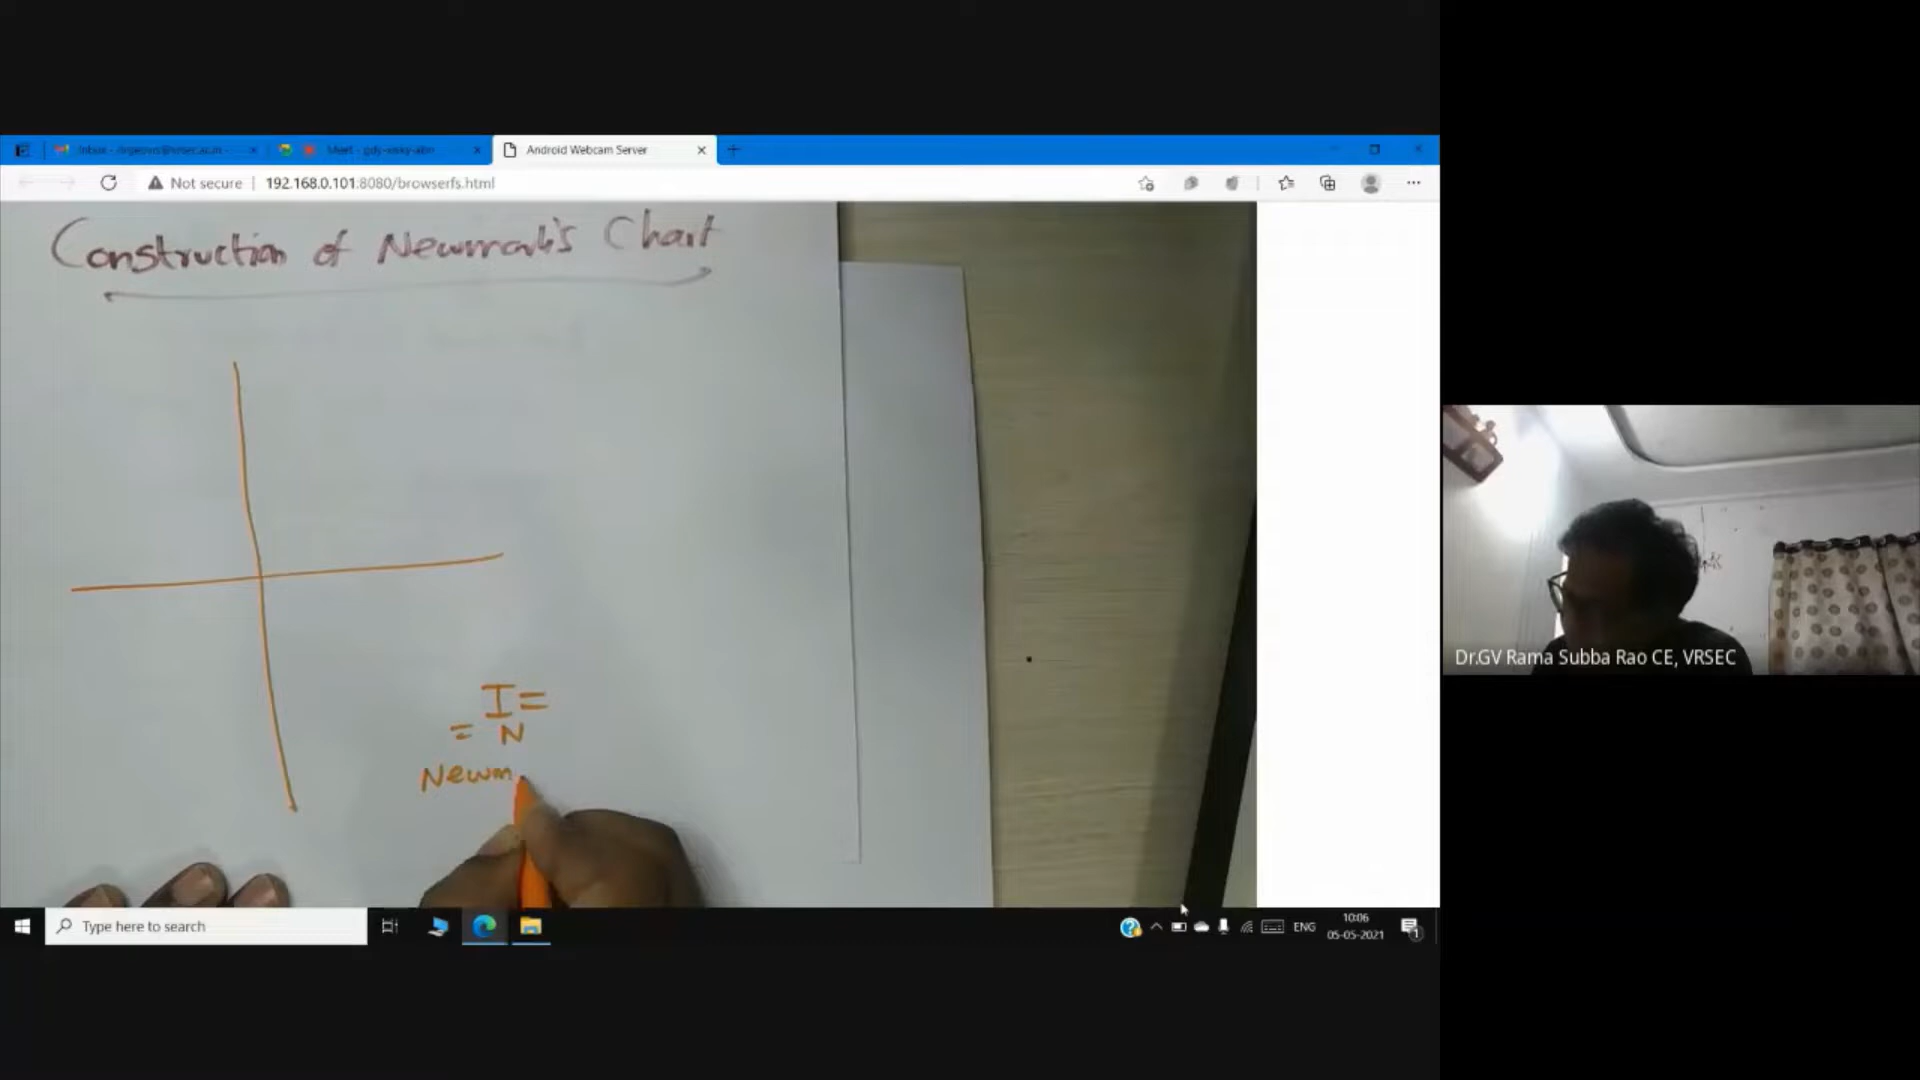 Android Webcam Server
Not secure | 192.168.0.101:8080/browserfs.html
Construction of Newmark's Chart
I =
= N
Newm
Dr.GV Rama Subba Rao CE, VRSEC
Type here to search
ENG
10:06
05-05-2021
1